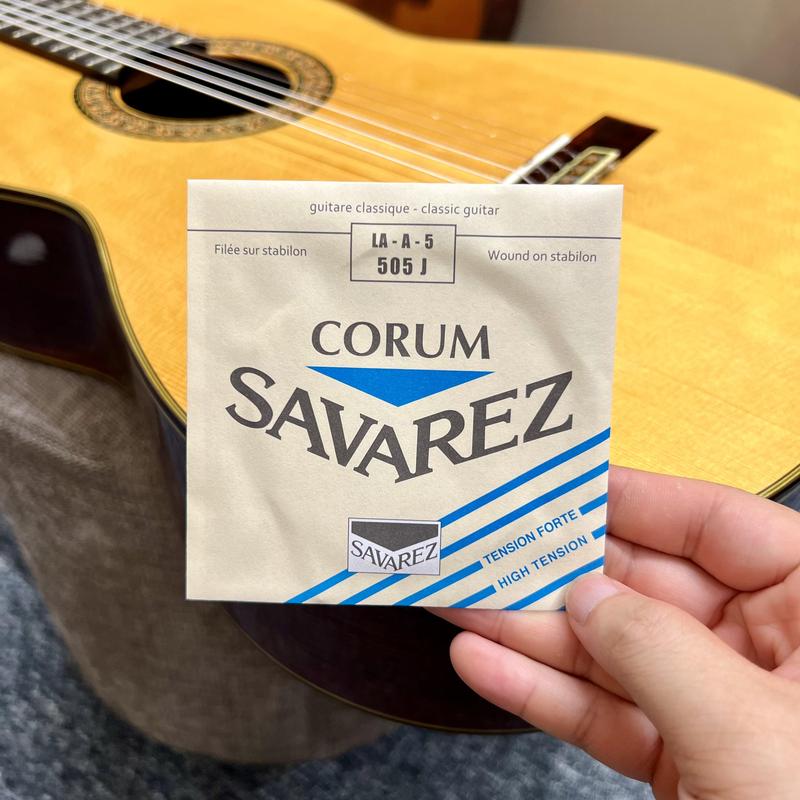 guitare classique - classic guitar
Filée sur stabilon
LA - A - 5
505 J
Wound on stabilon
CORUM
SAVAREZ
SAVAREZ
TENSION FORTE
HIGH TENSION